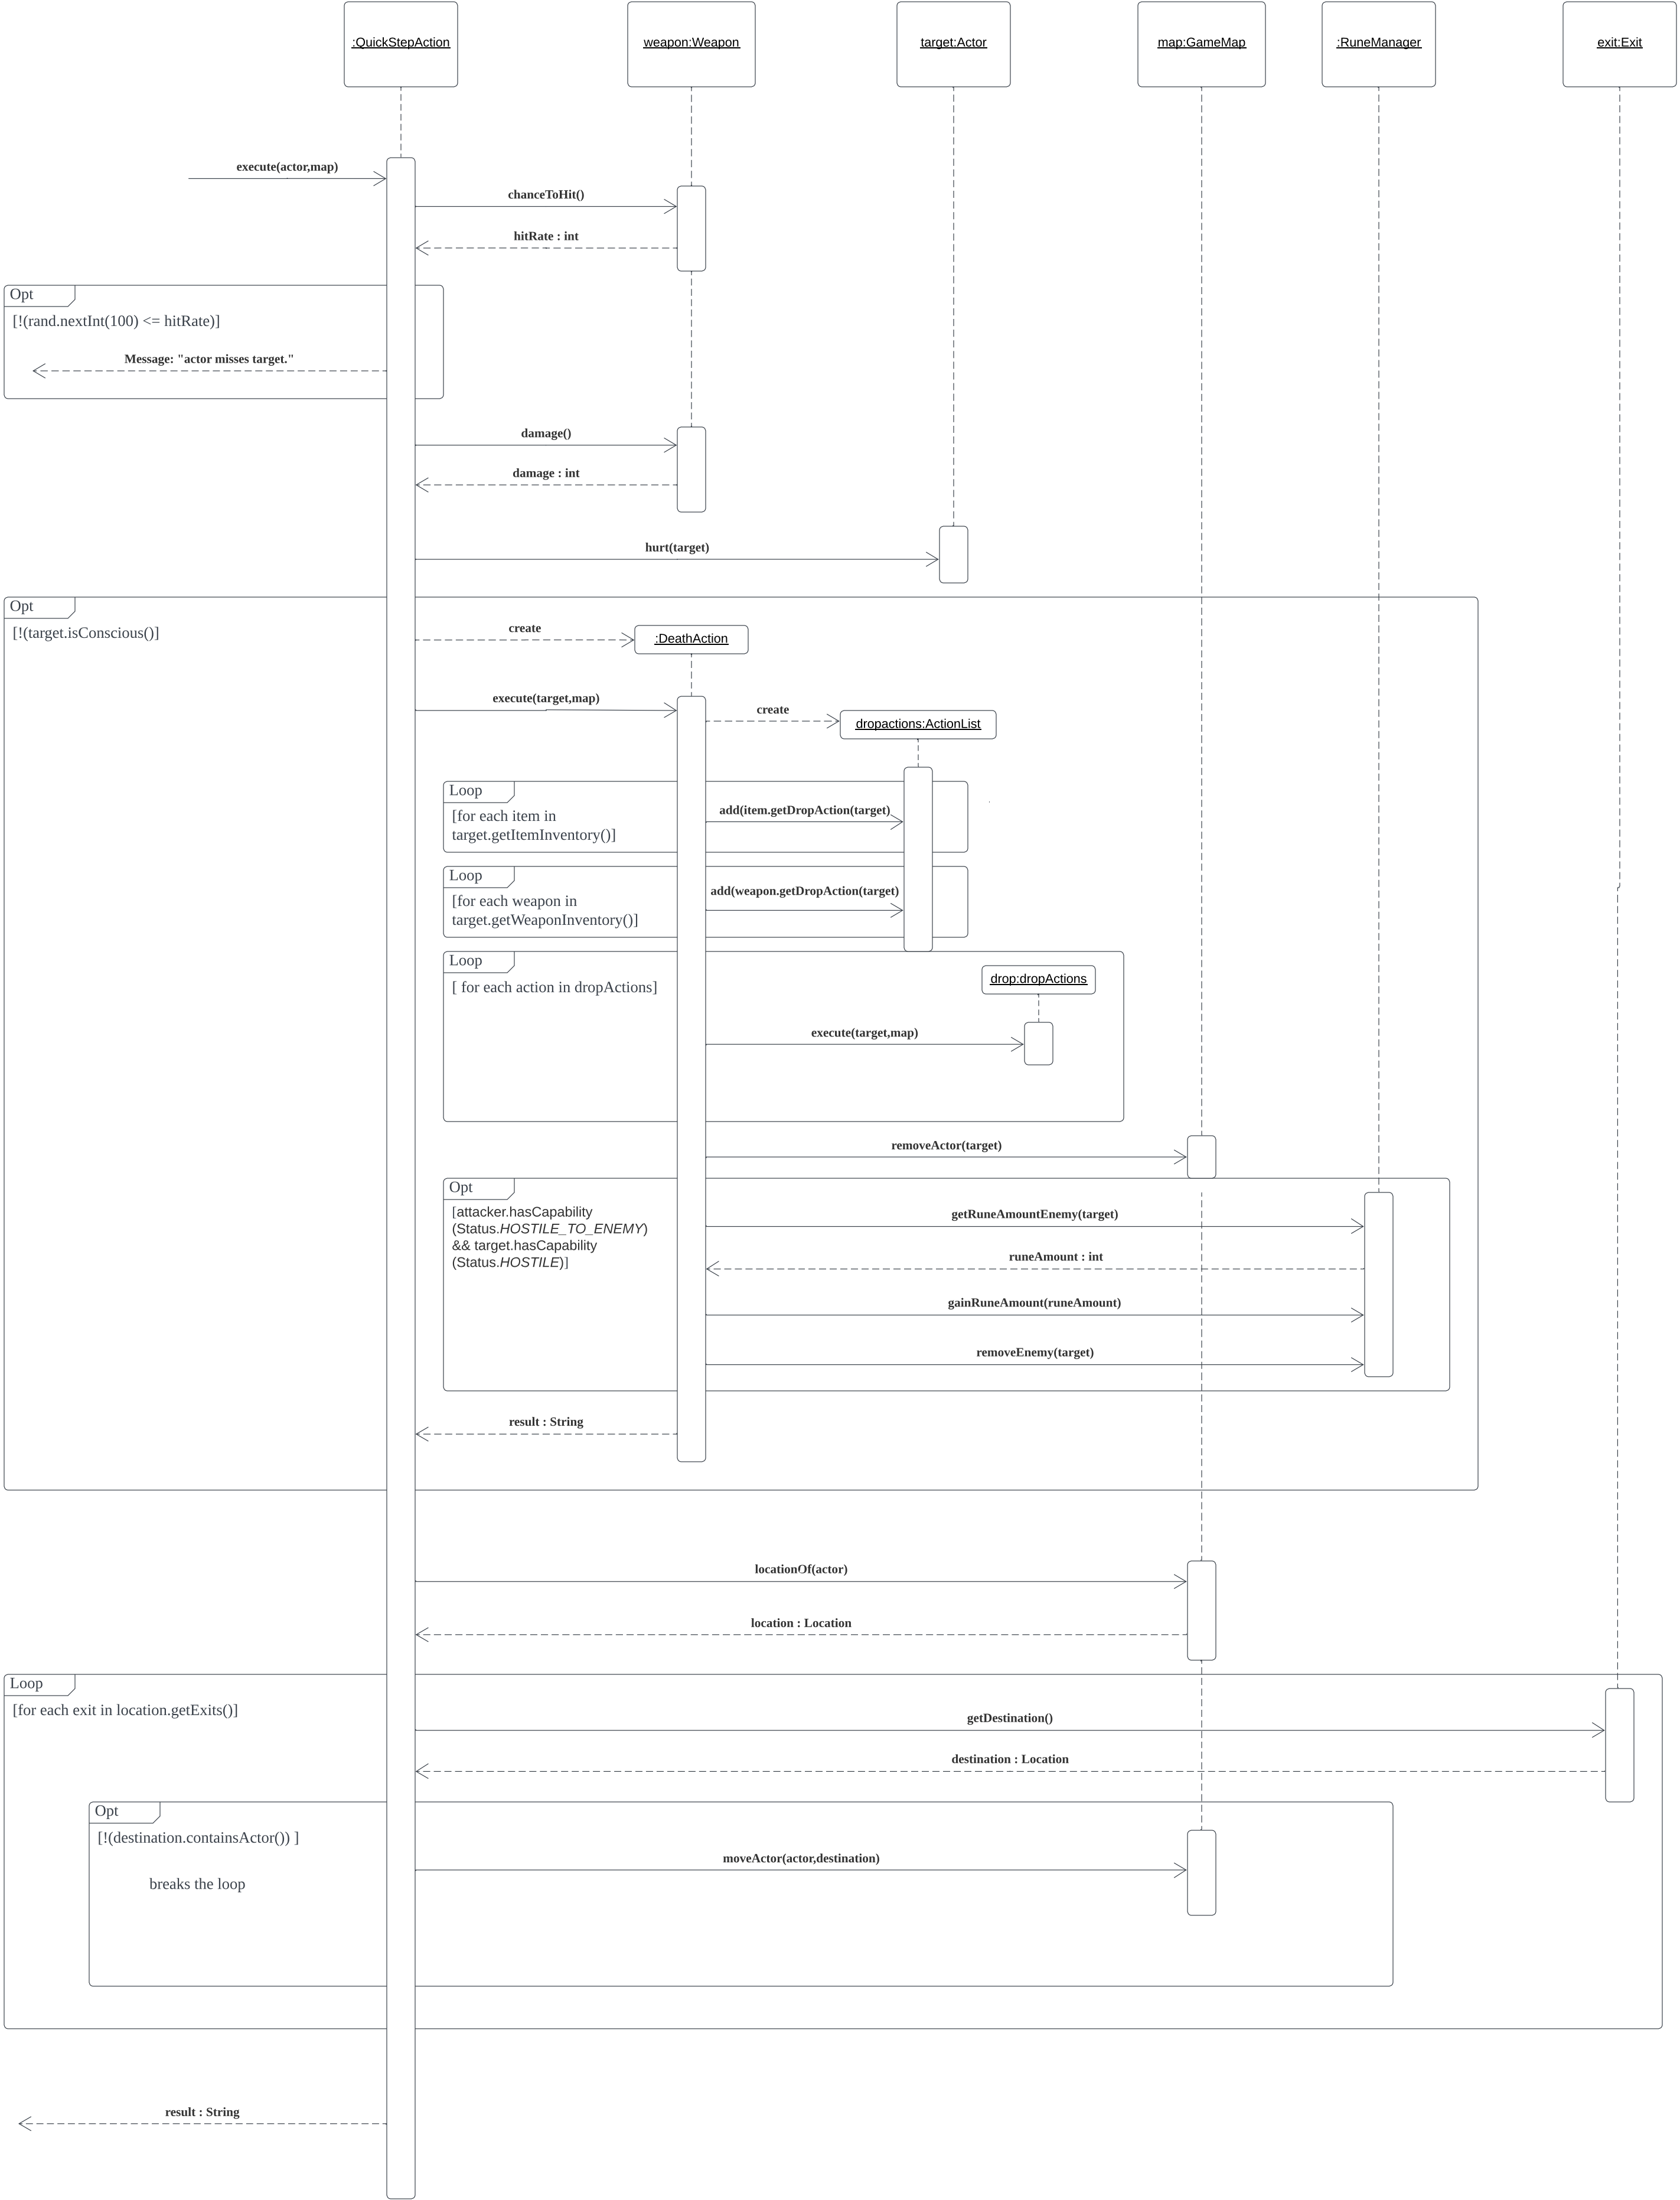 :QuickStepAction
weapon:Weapon
target:Actor
map:GameMap
:RuneManager
exit:Exit
execute(actor,map)
chanceToHit()
hitRate : int
Opt
[!(rand.nextInt(100) <= hitRate)]
Message: "actor misses target."
damage()
damage : int
hurt(target)
Opt
[!(target.isConscious()]
create
:DeathAction
execute(target,map)
create
dropactions:ActionList
Loop
[for each item in
target.getItemInventory()]
add(item.getDropAction(target)
Loop
[for each weapon in
target.getWeaponInventory()]
add(weapon.getDropAction(target)
Loop
[ for each action in dropActions]
drop:dropActions
execute(target,map)
removeActor(target)
Opt
[attacker.hasCapability
(Status.HOSTILE_TO_ENEMY)
&& target.hasCapability
(Status.HOSTILE)]
getRuneAmountEnemy(target)
runeAmount : int
gainRuneAmount(runeAmount)
removeEnemy(target)
result : String
locationOf(actor)
location : Location
Loop
[for each exit in location.getExits()]
getDestination()
destination : Location
Opt
[!(destination.containsActor()) ]
moveActor(actor,destination)
breaks the loop
result : String